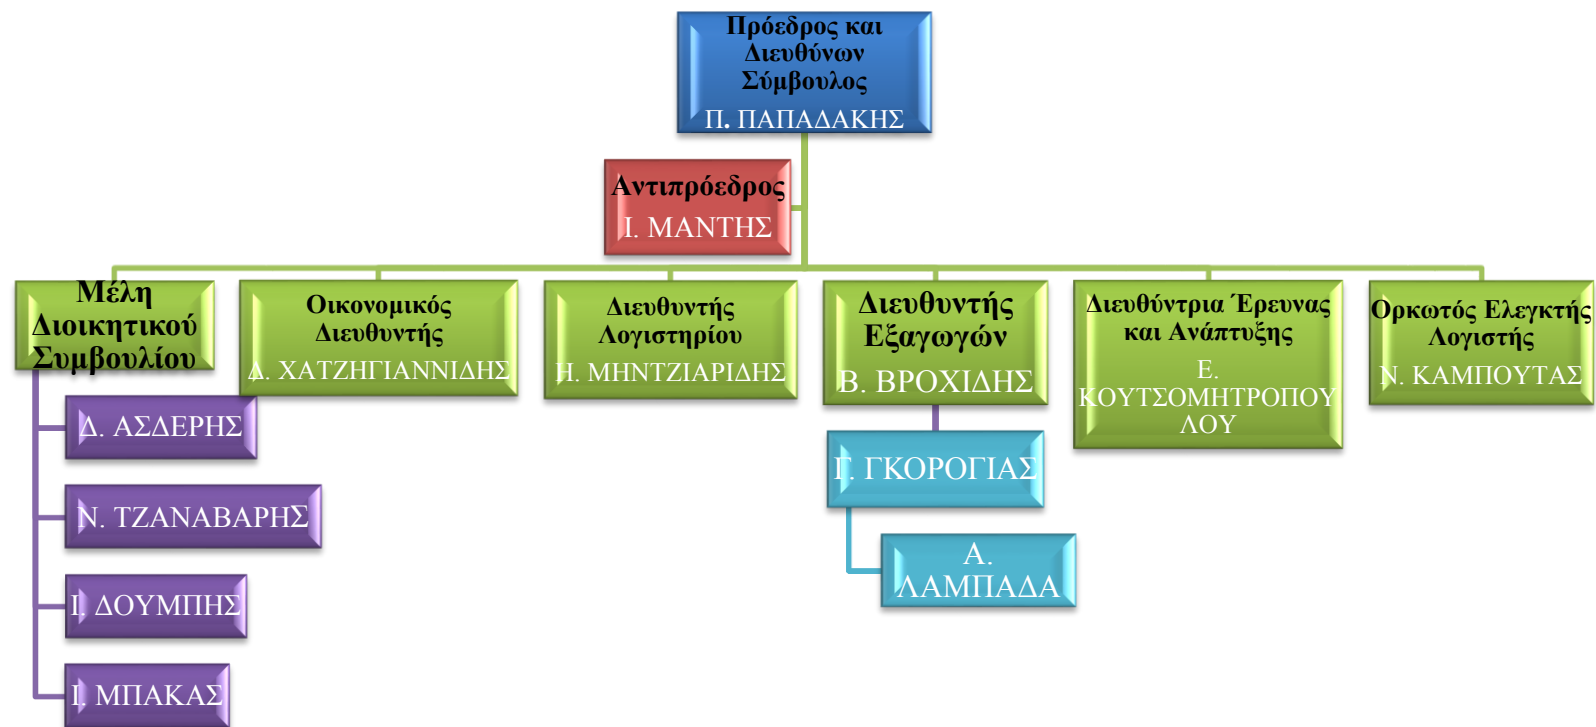 Πρόεδρος και
Διευθύνων
Σύμβουλος
Π. ΠΑΠΑΔΑΚΗΣ
Αντιπρόεδρος
Ι. ΜΑΝΤΗΣ
Μέλη
Διοικητικού
Συμβουλίου
Οικονομικός
Διευθυντής
Δ. ΧΑΤΖΗΓΙΑΝΝΙΔΗΣ
Διευθυντής
Λογιστηρίου
Η. ΜΗΝΤΖΙΑΡΙΔΗΣ
Διευθυντής
Εξαγωγών
Β. ΒΡΟΧΙΔΗΣ
Διευθύντρια Έρευνας
και Ανάπτυξης
Ε.
ΚΟΥΤΣΟΜΗΤΡΟΠΟΥ
ΛΟΥ
Ορκωτός Ελεγκτής
Λογιστής
Ν. ΚΑΜΠΟΥΤΑΣ
Δ. ΑΣΔΕΡΗΣ
Ν. ΤΖΑΝΑΒΑΡΗΣ
Ι. ΔΟΥΜΠΗΣ
Ι. ΜΠΑΚΑΣ
Γ. ΓΚΟΡΟΓΙΑΣ
Α.
ΛΑΜΠΑΔΑ